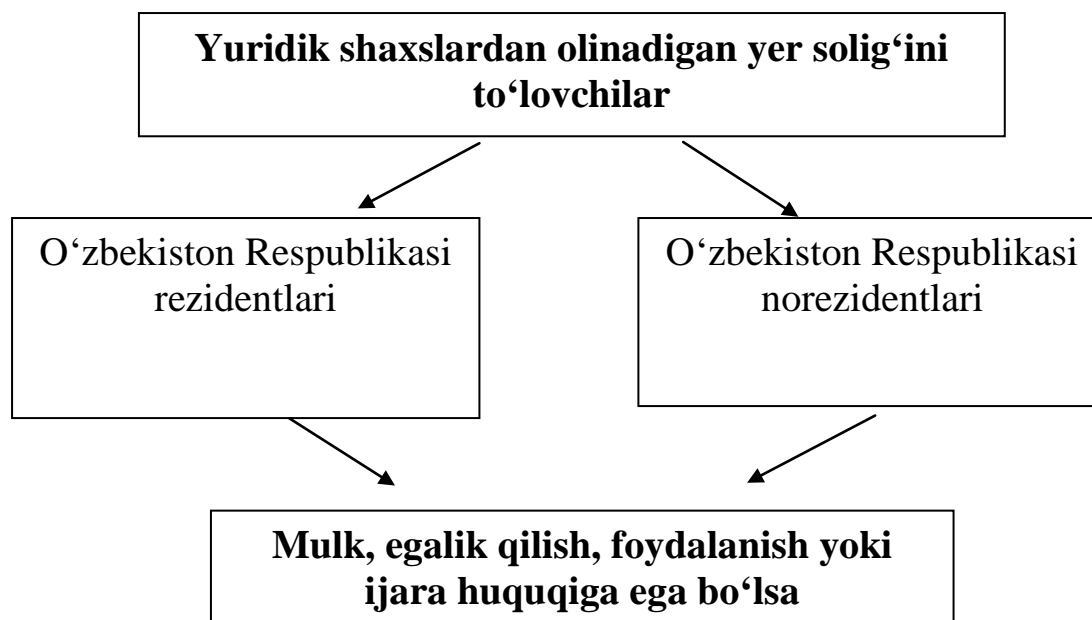 Yuridik shaxslardan olinadigan yer solig‘ini
to‘lovchilar
O‘zbekiston Respublikasi
rezidentlari
O‘zbekiston Respublikasi
norezidentlari
Mulk, egalik qilish, foydalanish yoki
ijara huquqiga ega bo‘lsa